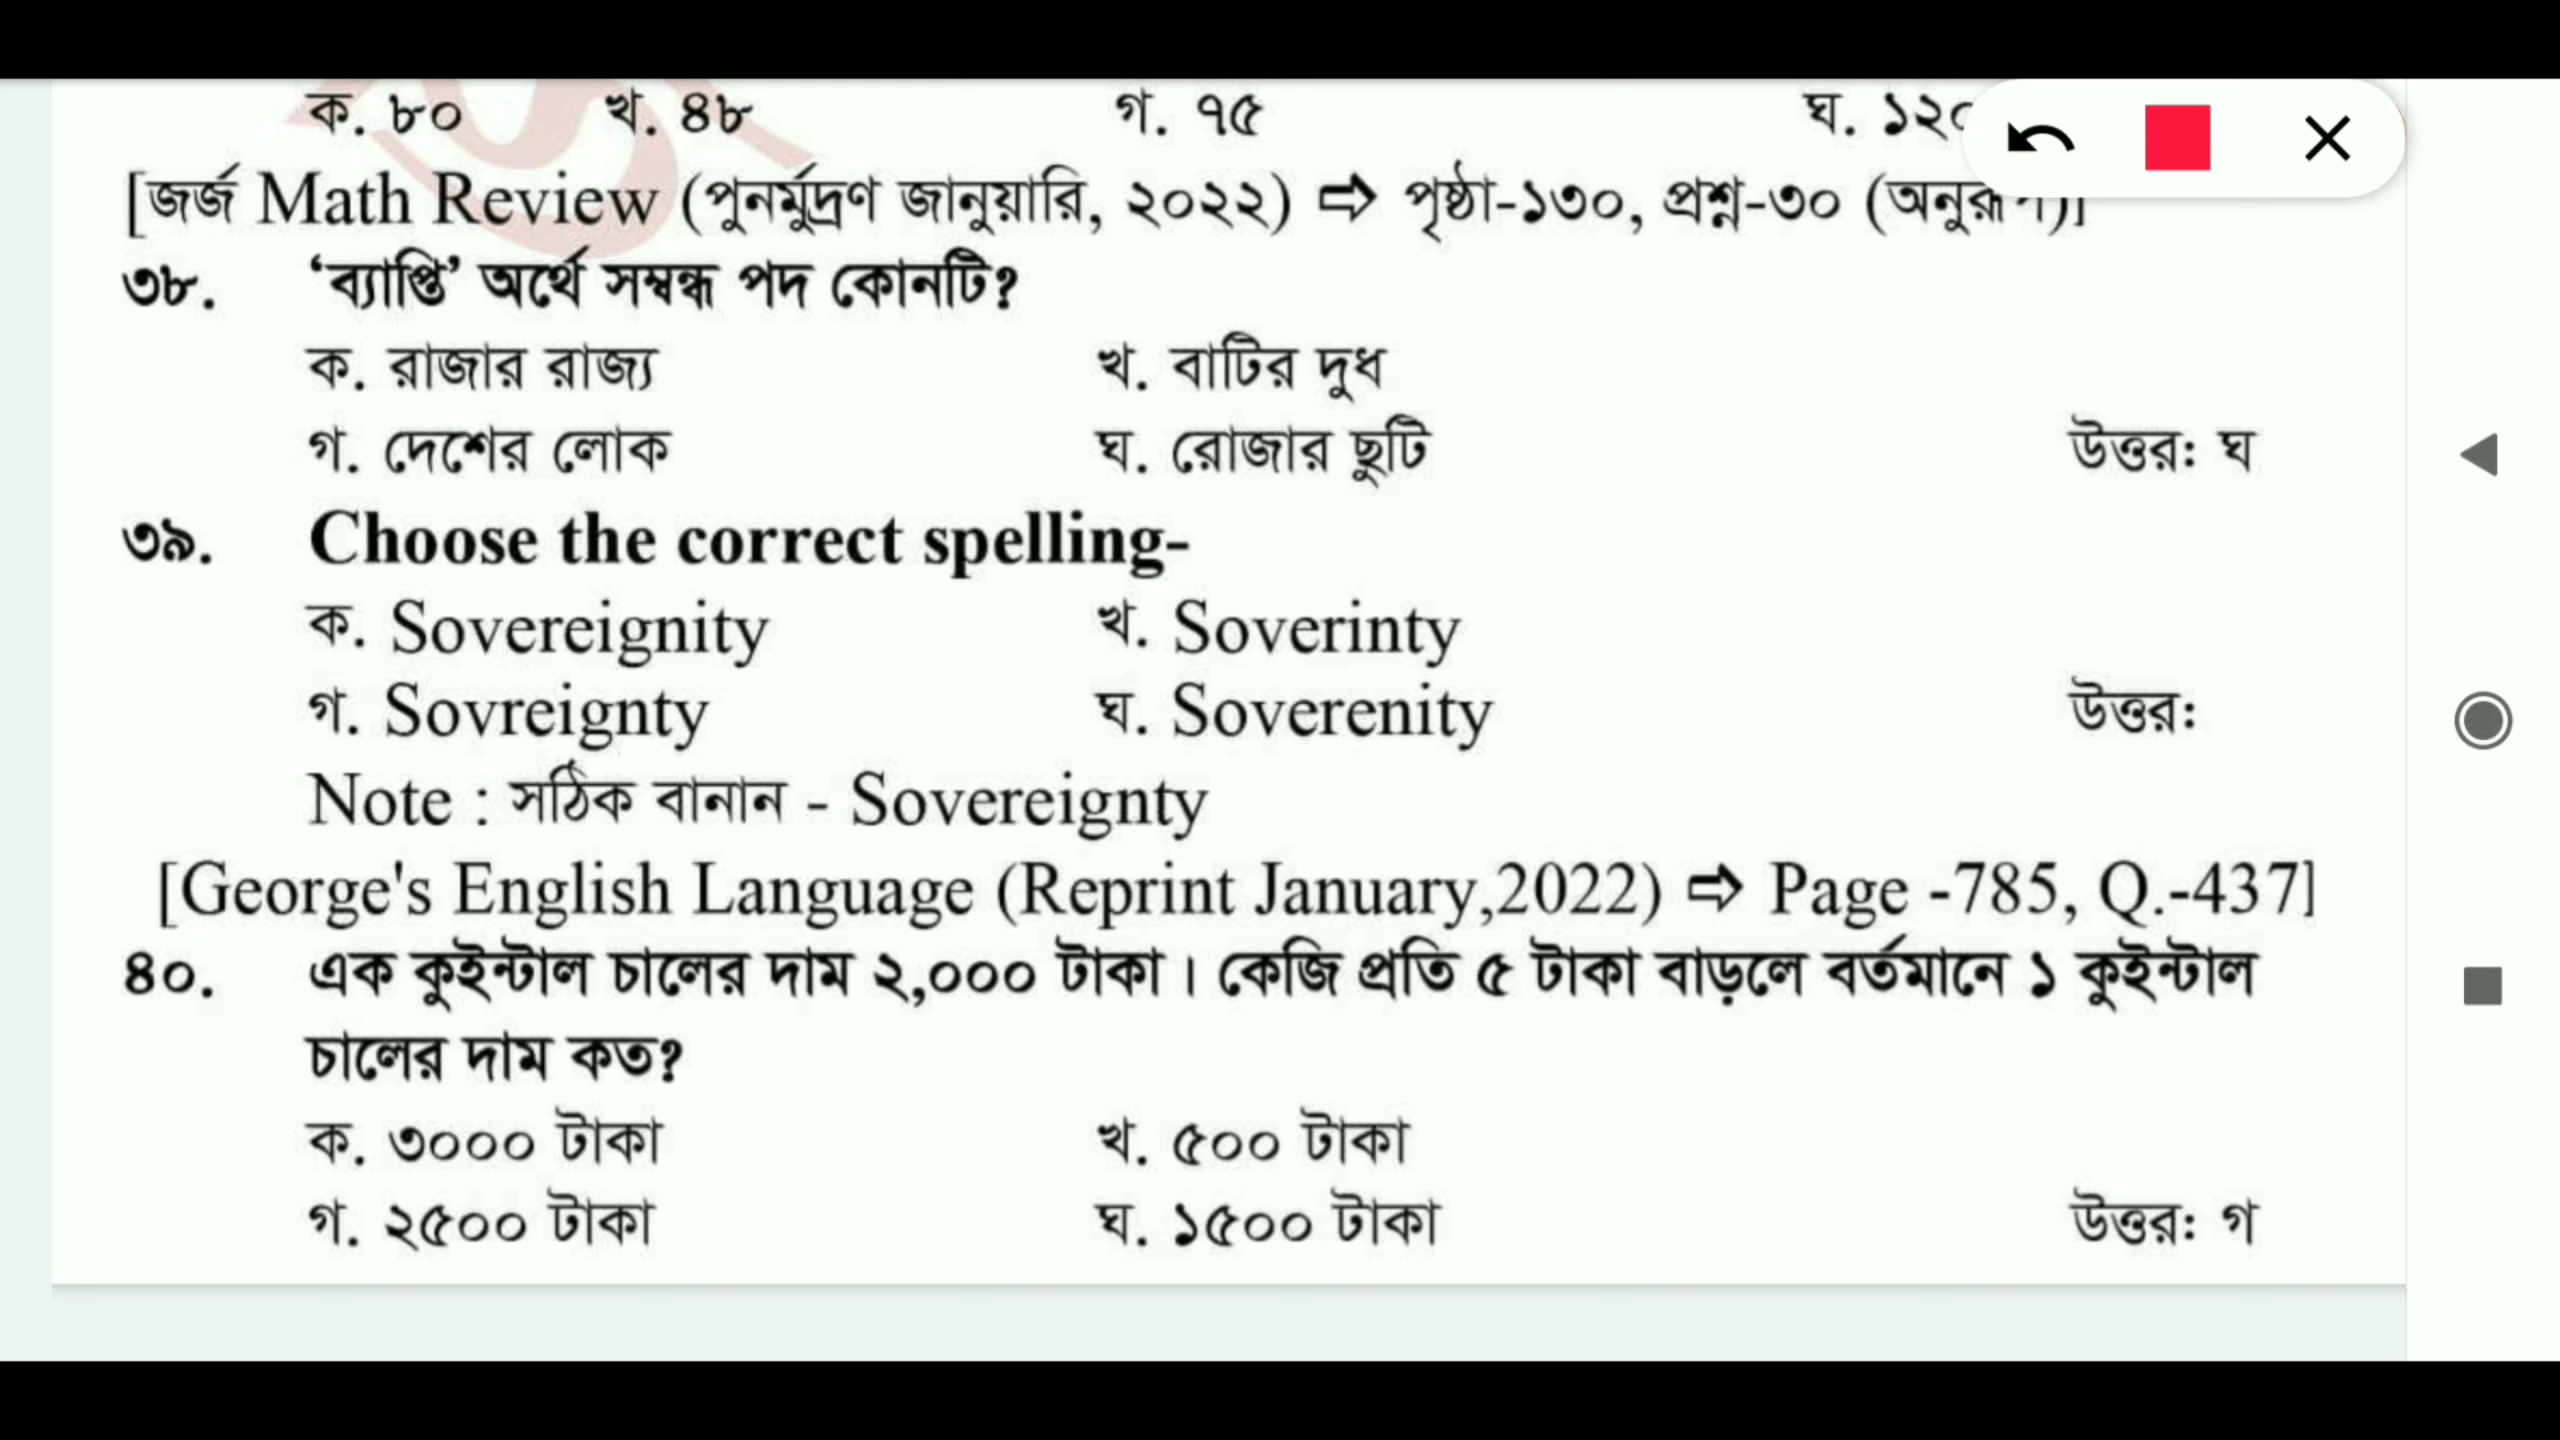 ক. ৮০ খ. ৪৮ গ. ৭৫ ঘ. ১২০
[জর্জ Math Review (পুনর্মুদ্রণ জানুয়ারি, ২০২২) ⇨ পৃষ্ঠা-১৩০, প্রশ্ন-৩০ (অনুরূপ)]
৩৮. ‘ব্যাপ্তি’ অর্থে সম্বন্ধ পদ কোনটি?
ক. রাজার রাজ্য খ. বাটির দুধ
গ. দেশের লোক ঘ. রোজার ছুটি উত্তরঃ ঘ
৩৯. Choose the correct spelling-
ক. Sovereignity খ. Soverinty
গ. Sovreignty ঘ. Soverenity উত্তরঃ
Note : সঠিক বানান - Sovereignty
[George's English Language (Reprint January,2022) ⇨ Page -785, Q.-437]
৪০. এক কুইন্টাল চালের দাম ২,০০০ টাকা। কেজি প্রতি ৫ টাকা বাড়লে বর্তমানে ১ কুইন্টাল
চালের দাম কত?
ক. ৩০০০ টাকা খ. ৫০০ টাকা
গ. ২৫০০ টাকা ঘ. ১৫০০ টাকা উত্তরঃ গ